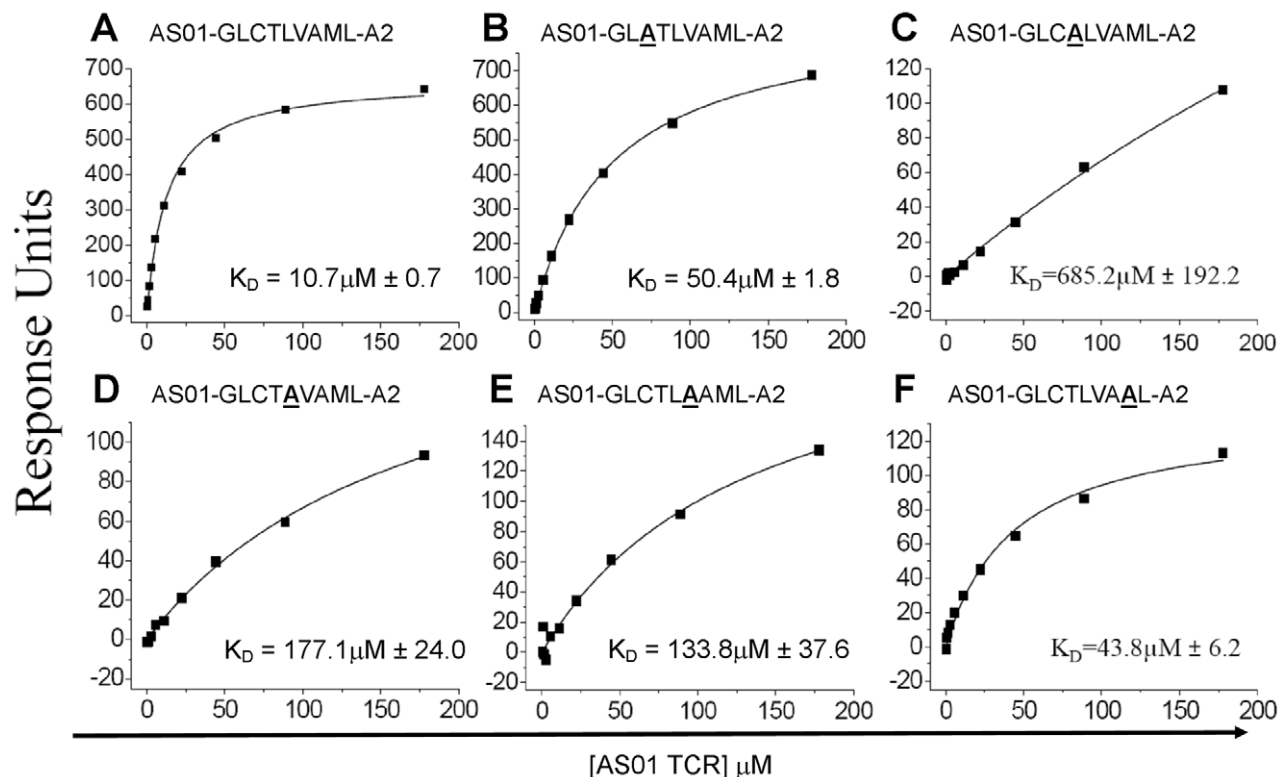 A AS01-GLCTLVAML-A2
B AS01-GLATLVAML-A2
C AS01-GLCALVAML-A2
Response Units
700
600
500
400
300
200
100
0
K_D = 10.7μM ± 0.7
0 50 100 150 200
700
600
500
400
300
200
100
0
K_D = 50.4μM ± 1.8
0 50 100 150 200
120
100
80
60
40
20
0
-20
K_D=685.2μM ± 192.2
0 50 100 150 200
D AS01-GLCTAVAML-A2
E AS01-GLCTLAAML-A2
F AS01-GLCTLVAAL-A2
100
80
60
40
20
0
-20
K_D = 177.1μM ± 24.0
0 50 100 150 200
140
120
100
80
60
40
20
0
-20
K_D = 133.8μM ± 37.6
0 50 100 150 200
120
100
80
60
40
20
0
-20
K_D=43.8μM ± 6.2
0 50 100 150 200
[AS01 TCR] μM